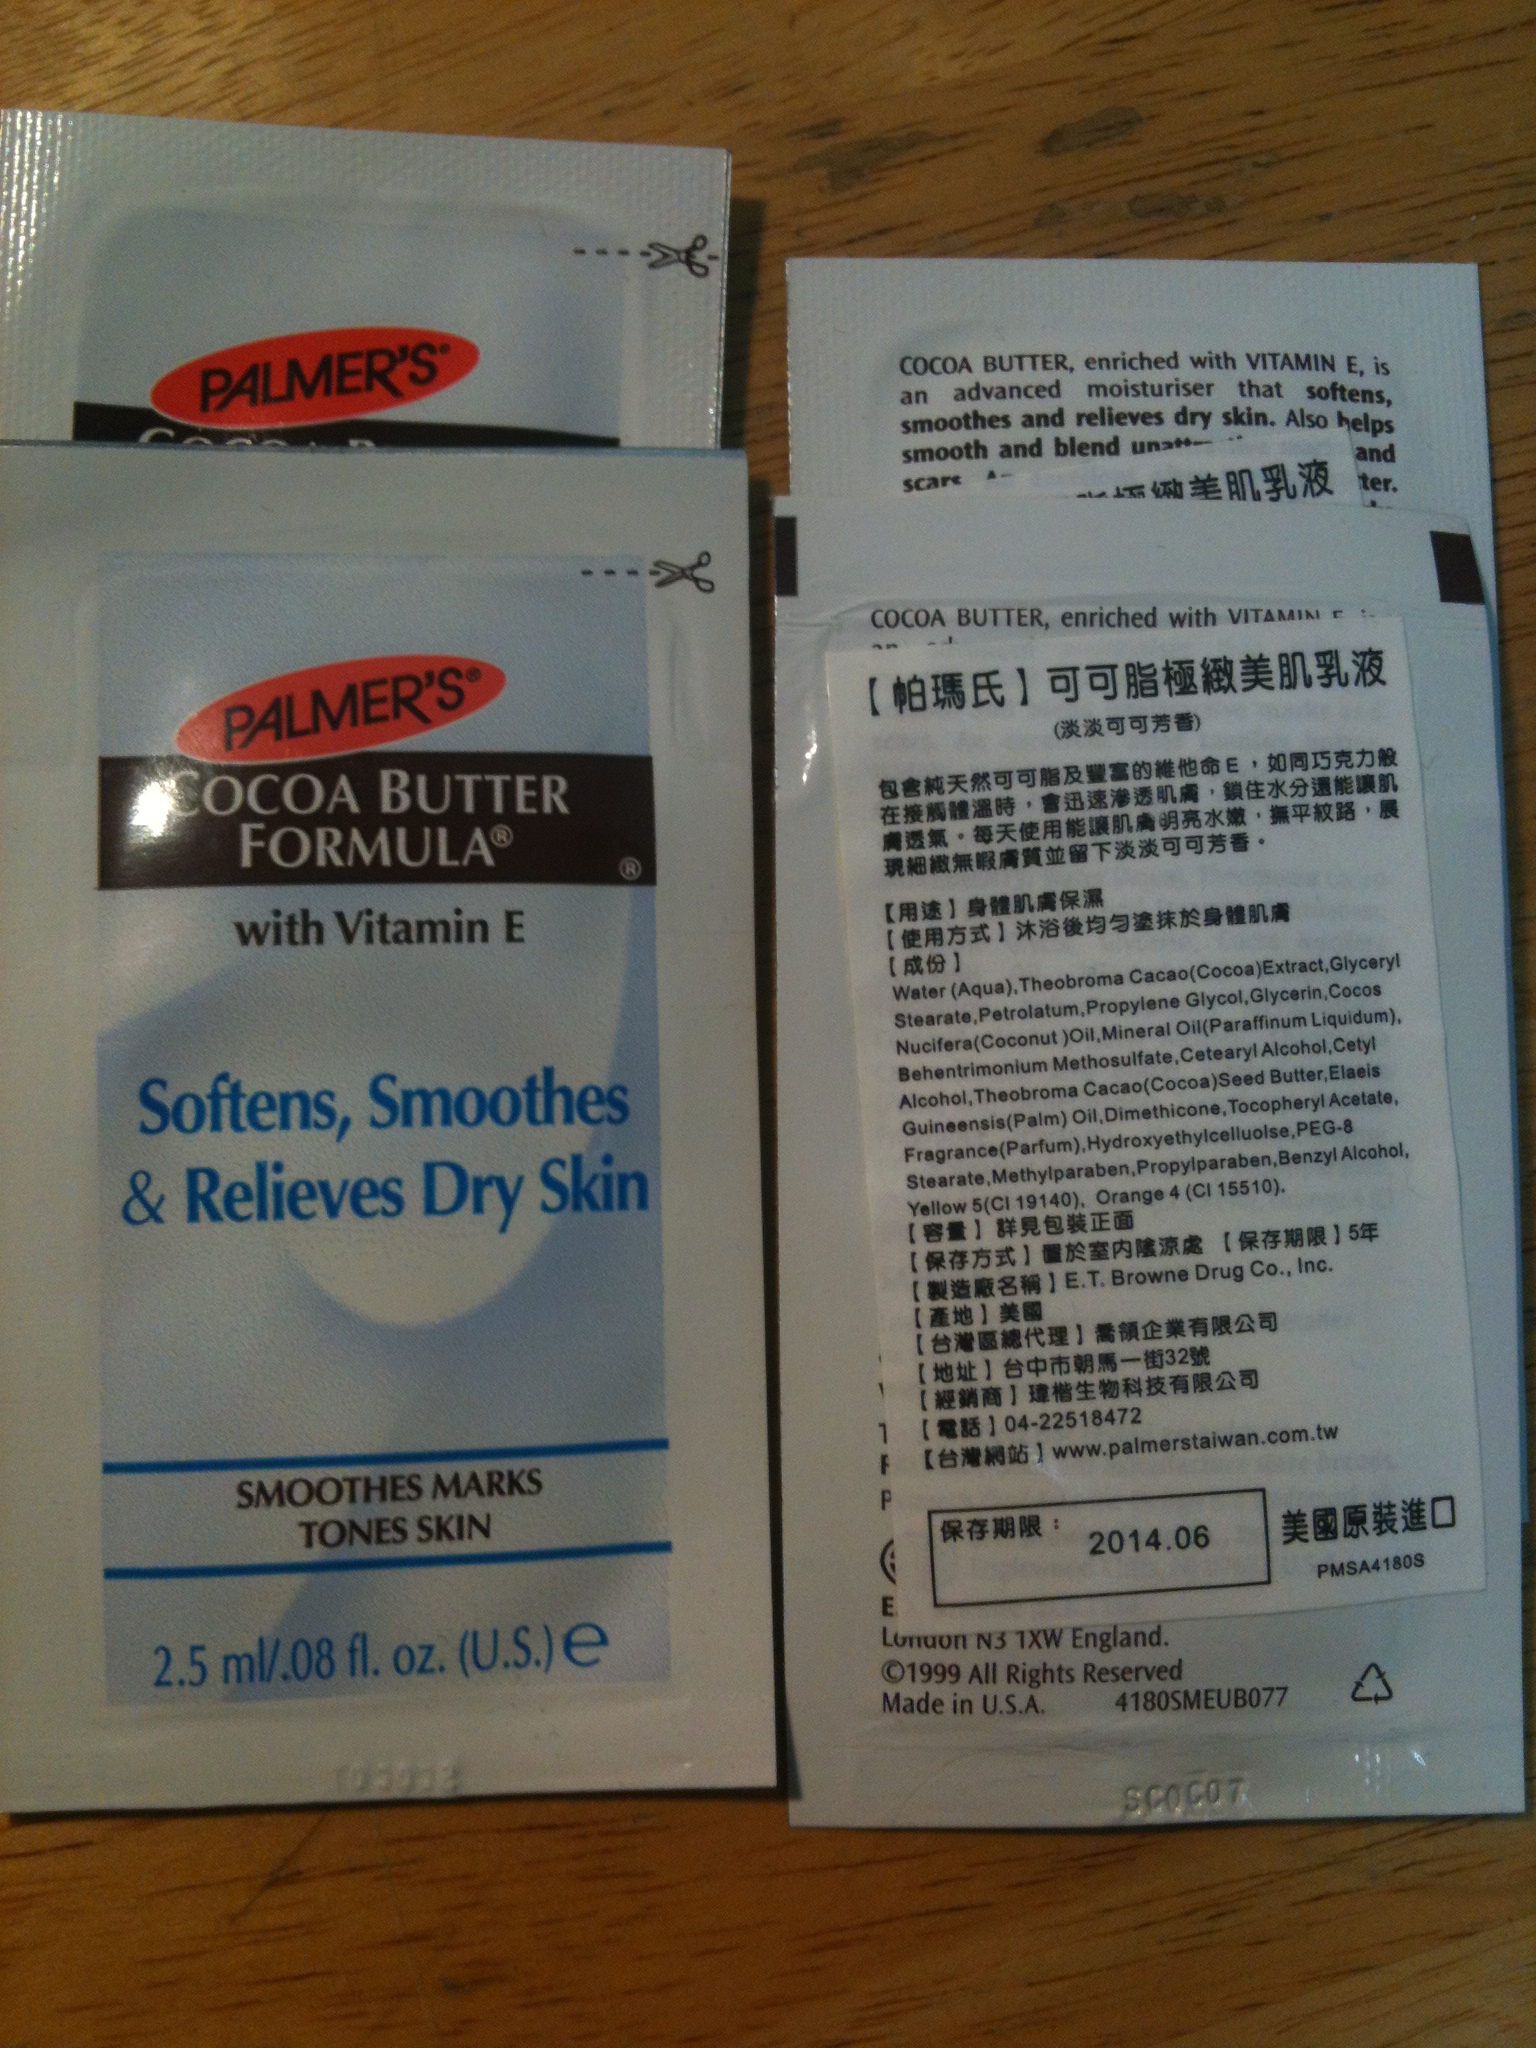 PALMER'S®
PALMER'S®
COCOA BUTTER
FORMULA®
®
with Vitamin E
Softens, Smoothes
& Relieves Dry Skin
SMOOTHES MARKS
TONES SKIN
2.5 ml/.08 fl. oz. (U.S.) e
COCOA BUTTER, enriched with VITAMIN E, is
an advanced moisturiser that softens,
smoothes and relieves dry skin. Also helps
smooth and blend and
scars
極緻美肌乳液
COCOA BUTTER, enriched with VITAMIN E
【帕瑪氏】可可脂極緻美肌乳液
(淡淡可可芳香)
包含純天然可可脂及豐富的維他命E，如同巧克力般
在接觸體溫時，會迅速滲透肌膚，鎖住水分還能讓肌
膚透氣。每天使用能讓肌膚明亮水嫩，撫平紋路，展
現細緻無暇膚質並留下淡淡可可芳香。
【用途】身體肌膚保濕
【使用方式】沐浴後均勻塗抹於身體肌膚
【成份】
Water (Aqua),Theobroma Cacao(Cocoa)Extract,Glyceryl
Stearate,Petrolatum,Propylene Glycol,Glycerin,Cocos
Nucifera(Coconut )Oil,Mineral Oil(Paraffinum Liquidum),
Behentrimonium Methosulfate,Cetearyl Alcohol,Cetyl
Alcohol,Theobroma Cacao(Cocoa)Seed Butter,Elaeis
Guineensis(Palm) Oil,Dimethicone,Tocopheryl Acetate,
Fragrance(Parfum),Hydroxyethylcelluolse,PEG-8
Stearate,Methylparaben,Propylparaben,Benzyl Alcohol,
Yellow 5(CI 19140), Orange 4 (CI 15510).
【容量】詳見包裝正面
【保存方式】置於室內陰涼處 【保存期限】5年
【製造廠名稱】E.T. Browne Drug Co., Inc.
【產地】美國
【台灣區總代理】喬領企業有限公司
【地址】台中市朝馬一街32號
【經銷商】瑋楷生物科技有限公司
【電話】04-22518472
【台灣網站】www.palmerstaiwan.com.tw
保存期限： 2014.06
美國原裝進口
PMSA4180S
London N3 1XW England.
©1999 All Rights Reserved
Made in U.S.A. 4180SMEUB077
SC0C07